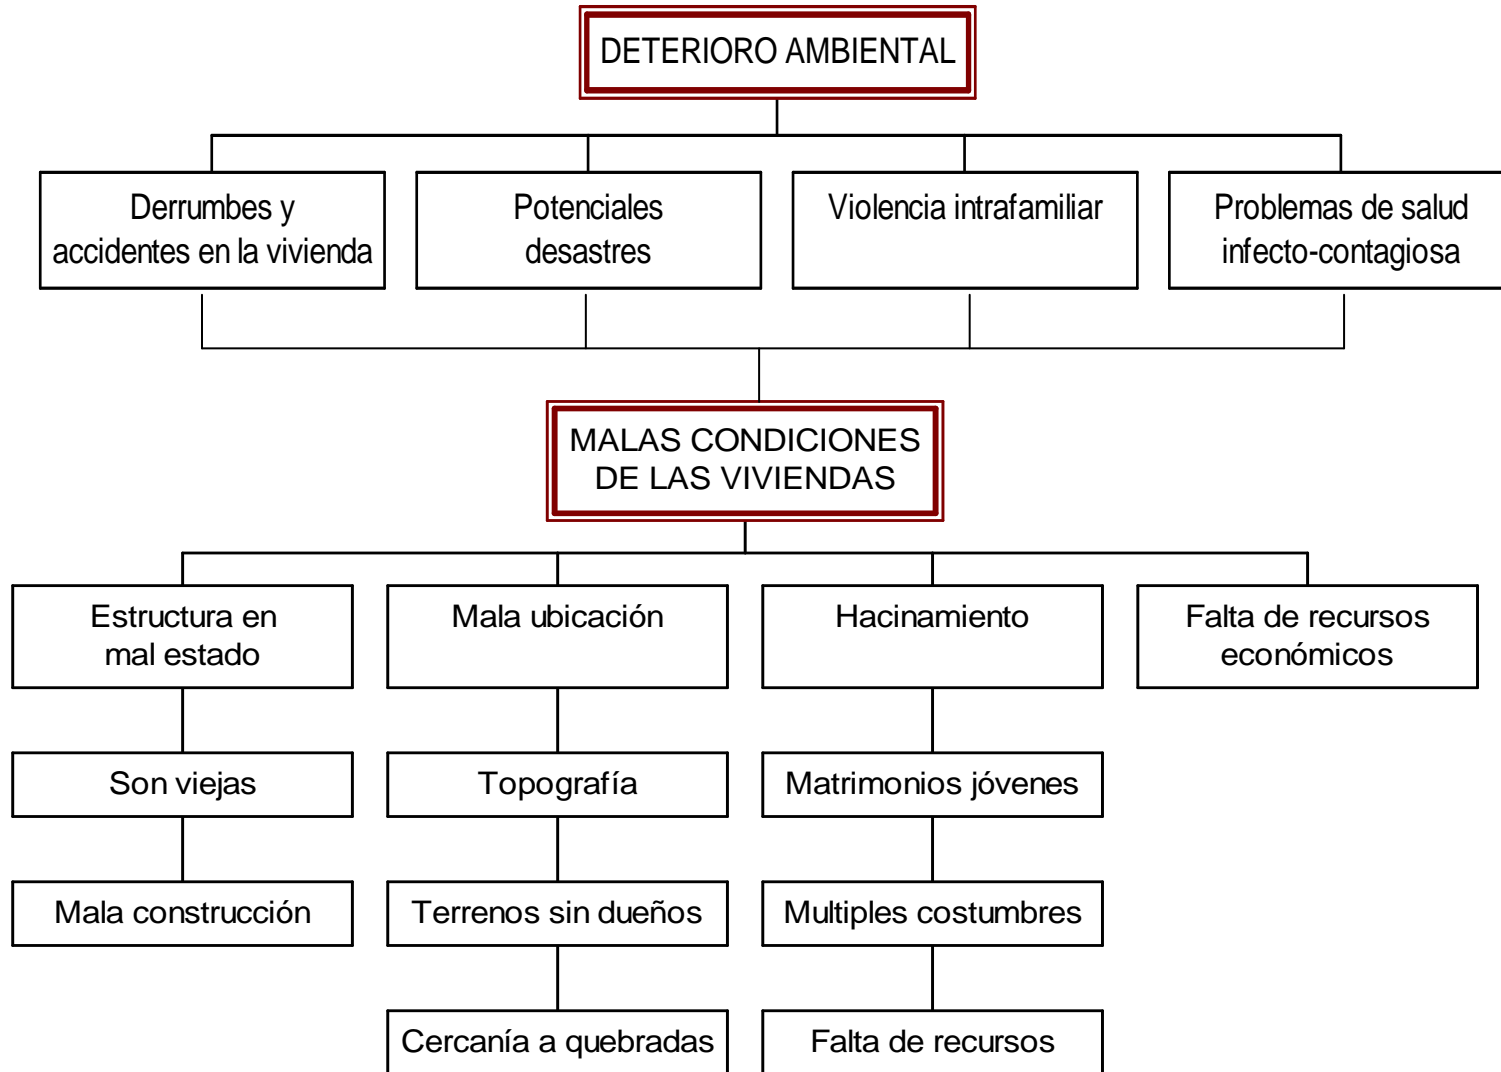 DETERIORO AMBIENTAL
Derrumbes y
accidentes en la vivienda
Potenciales
desastres
Violencia intrafamiliar
Problemas de salud
infecto-contagiosa
MALAS CONDICIONES
DE LAS VIVIENDAS
Estructura en
mal estado
Mala ubicación
Hacinamiento
Falta de recursos
económicos
Son viejas
Topografía
Matrimonios jóvenes
Mala construcción
Terrenos sin dueños
Multiples costumbres
Cercanía a quebradas
Falta de recursos